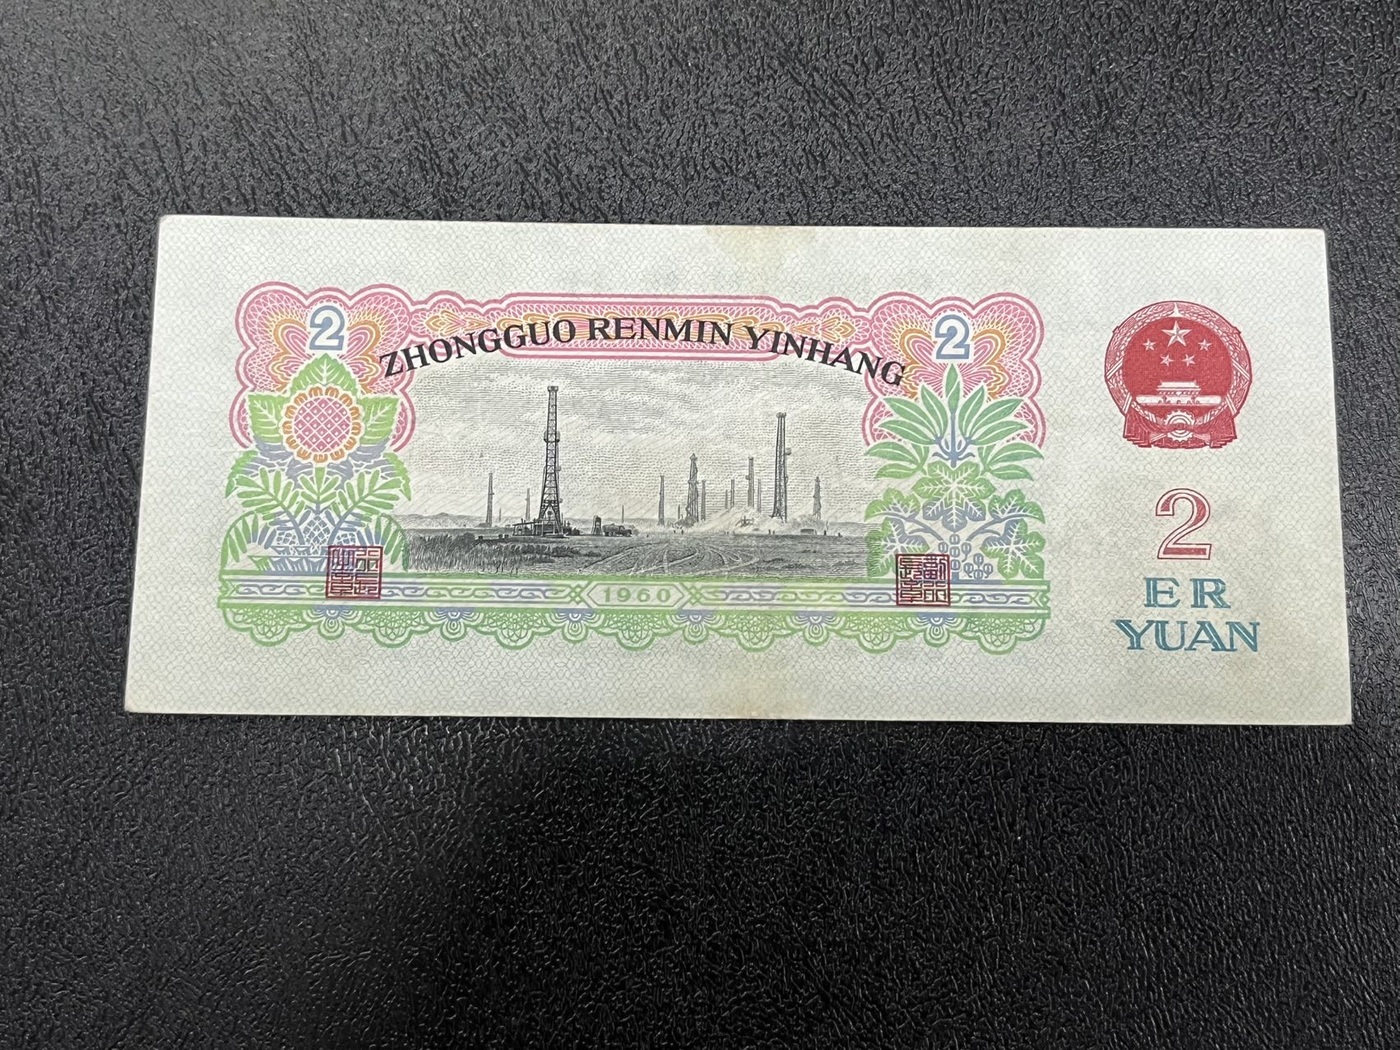 2
2
ZHONGGUO RENMIN YINHANG
1960
2
ER
YUAN